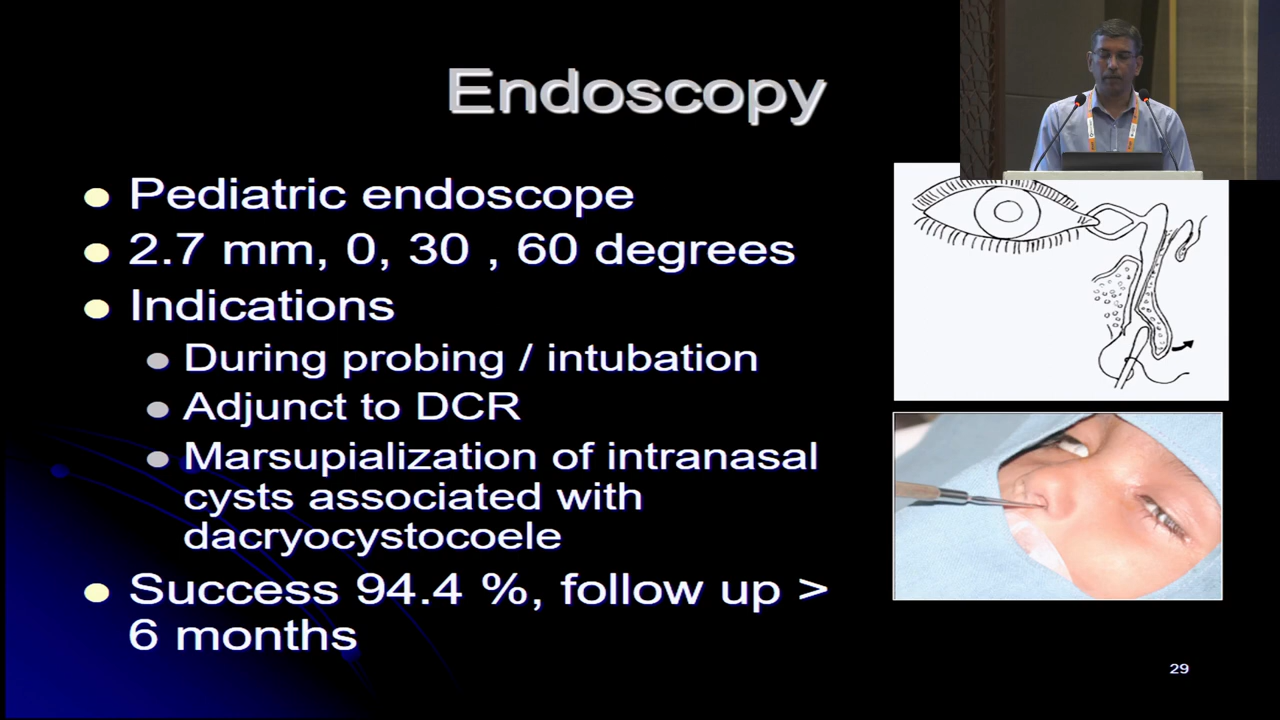 Endoscopy
Pediatric endoscope
2.7 mm, 0, 30 , 60 degrees
Indications
During probing / intubation
Adjunct to DCR
Marsupialization of intranasal
cysts associated with
dacryocystocoele
Success 94.4 %, follow up >
6 months
29